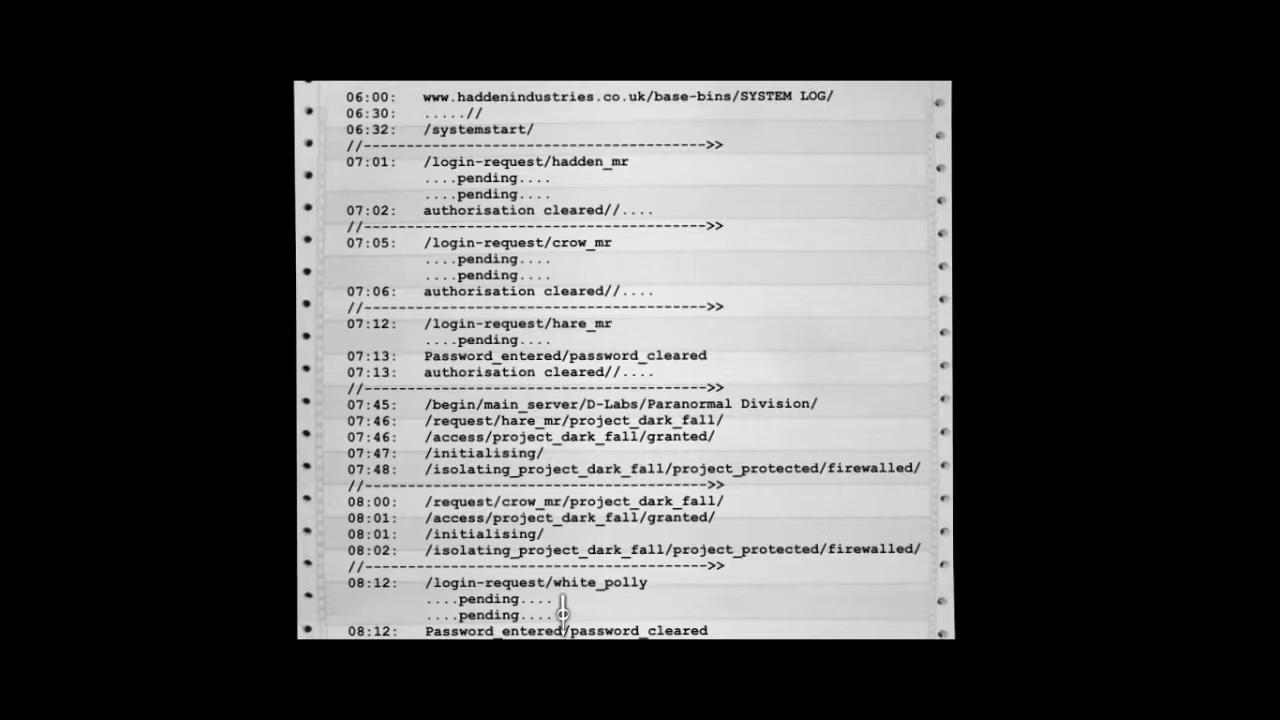 06:00: www.haddenindustries.co.uk/base-bins/SYSTEM LOG/
06:30: .....//
06:32: /systemstart/
//---------------------------------------->>
07:01: /login-request/hadden_mr
....pending....
....pending....
07:02: authorisation cleared//....
//---------------------------------------->>
07:05: /login-request/crow_mr
....pending....
....pending....
07:06: authorisation cleared//....
//---------------------------------------->>
07:12: /login-request/hare_mr
....pending....
07:13: Password_entered/password_cleared
07:13: authorisation cleared//....
//---------------------------------------->>
07:45: /begin/main_server/D-Labs/Paranormal Division/
07:46: /request/hare_mr/project_dark_fall/
07:46: /access/project_dark_fall/granted/
07:47: /initialising/
07:48: /isolating_project_dark_fall/project_protected/firewalled/
//---------------------------------------->>
08:00: /request/crow_mr/project_dark_fall/
08:01: /access/project_dark_fall/granted/
08:01: /initialising/
08:02: /isolating_project_dark_fall/project_protected/firewalled/
//---------------------------------------->>
08:12: /login-request/white_polly
....pending....
....pending....
08:12: Password_entered/password_cleared